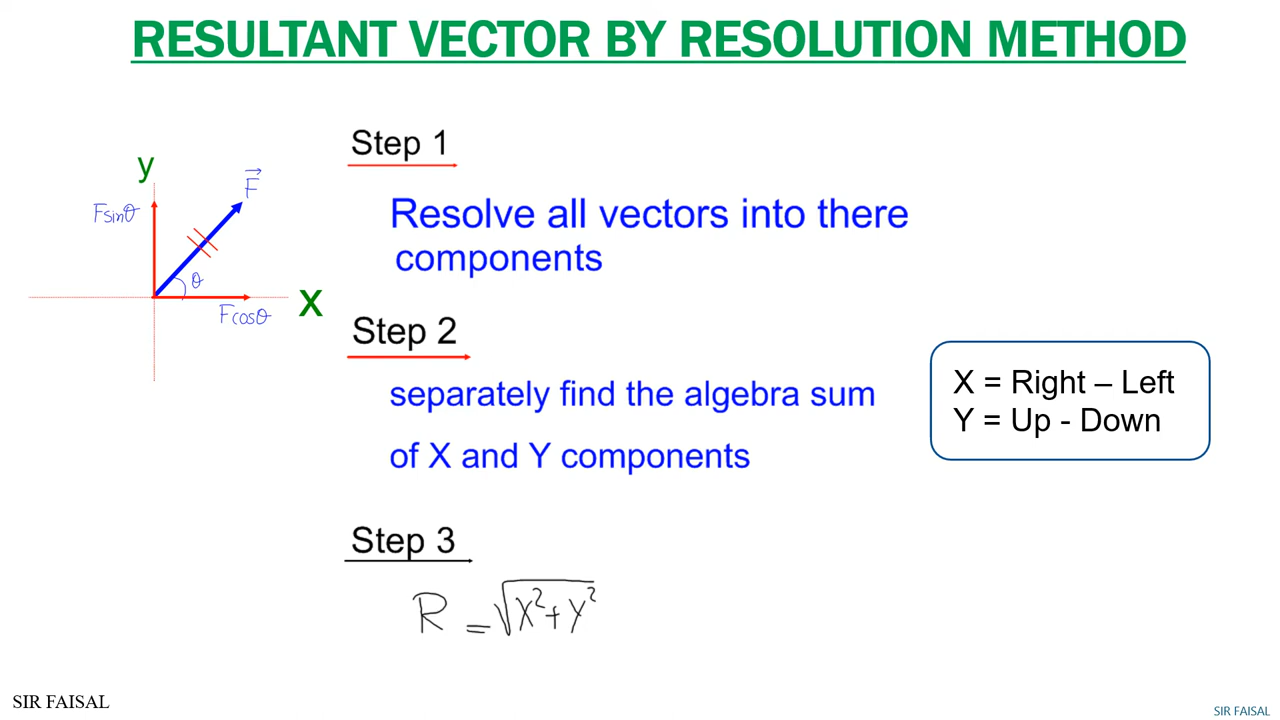 RESULTANT VECTOR BY RESOLUTION METHOD
Step 1
y
F⃗
Fsinθ
Resolve all vectors into there
components
θ
X
Fcosθ
Step 2
separately find the algebra sum
of X and Y components
X = Right – Left
Y = Up - Down
Step 3
R = √X²+Y²
SIR FAISAL
SIR FAISAL